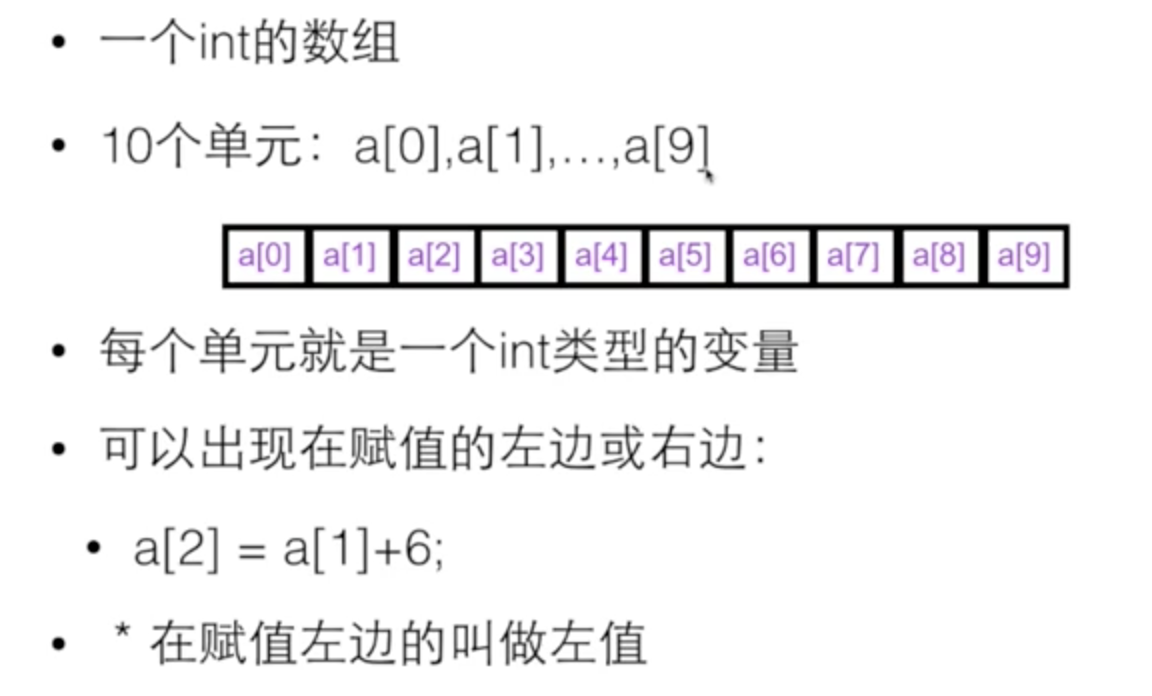 • 一个int的数组
• 10个单元：a[0],a[1],…,a[9]
a[0] a[1] a[2] a[3] a[4] a[5] a[6] a[7] a[8] a[9]
• 每个单元就是一个int类型的变量
• 可以出现在赋值的左边或右边：
• a[2] = a[1]+6;
• * 在赋值左边的叫做左值